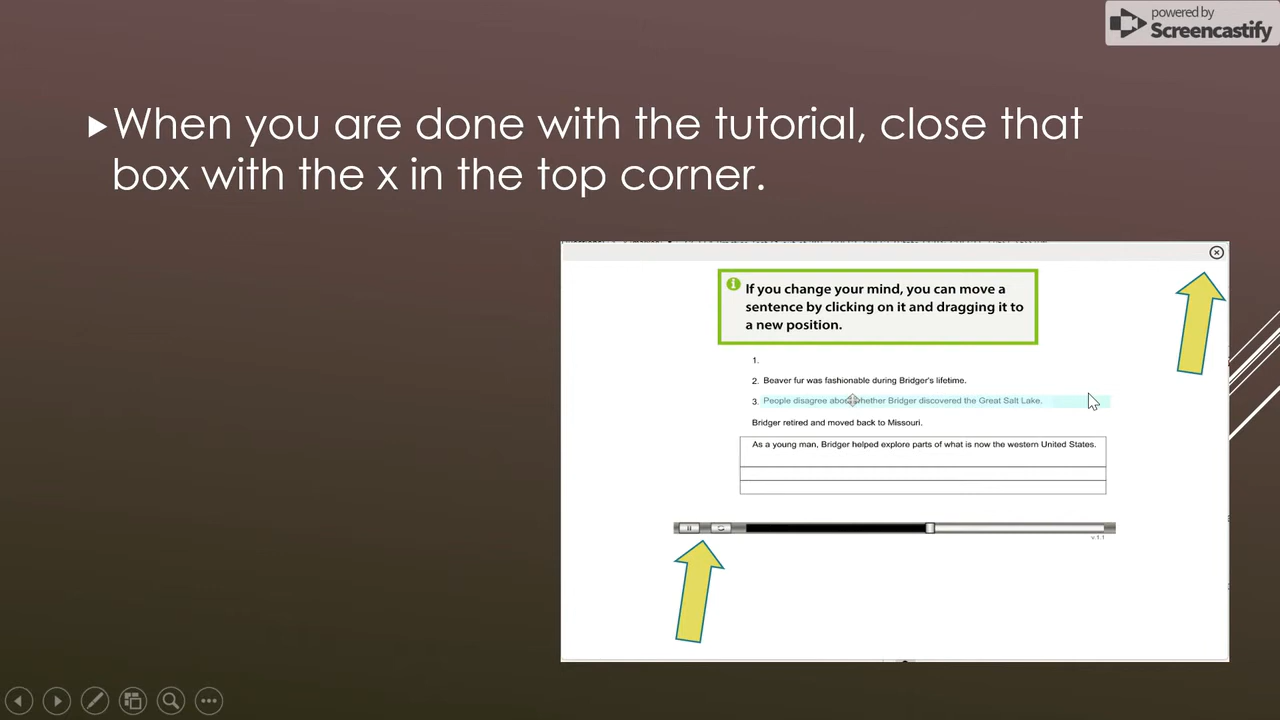 powered by
Screencastify
When you are done with the tutorial, close that
box with the x in the top corner.
If you change your mind, you can move a
sentence by clicking on it and dragging it to
a new position.
1.
2. Beaver fur was fashionable during Bridger's lifetime.
3. People disagree about whether Bridger discovered the Great Salt Lake.
Bridger retired and moved back to Missouri.
As a young man, Bridger helped explore parts of what is now the western United States.
v.1.1